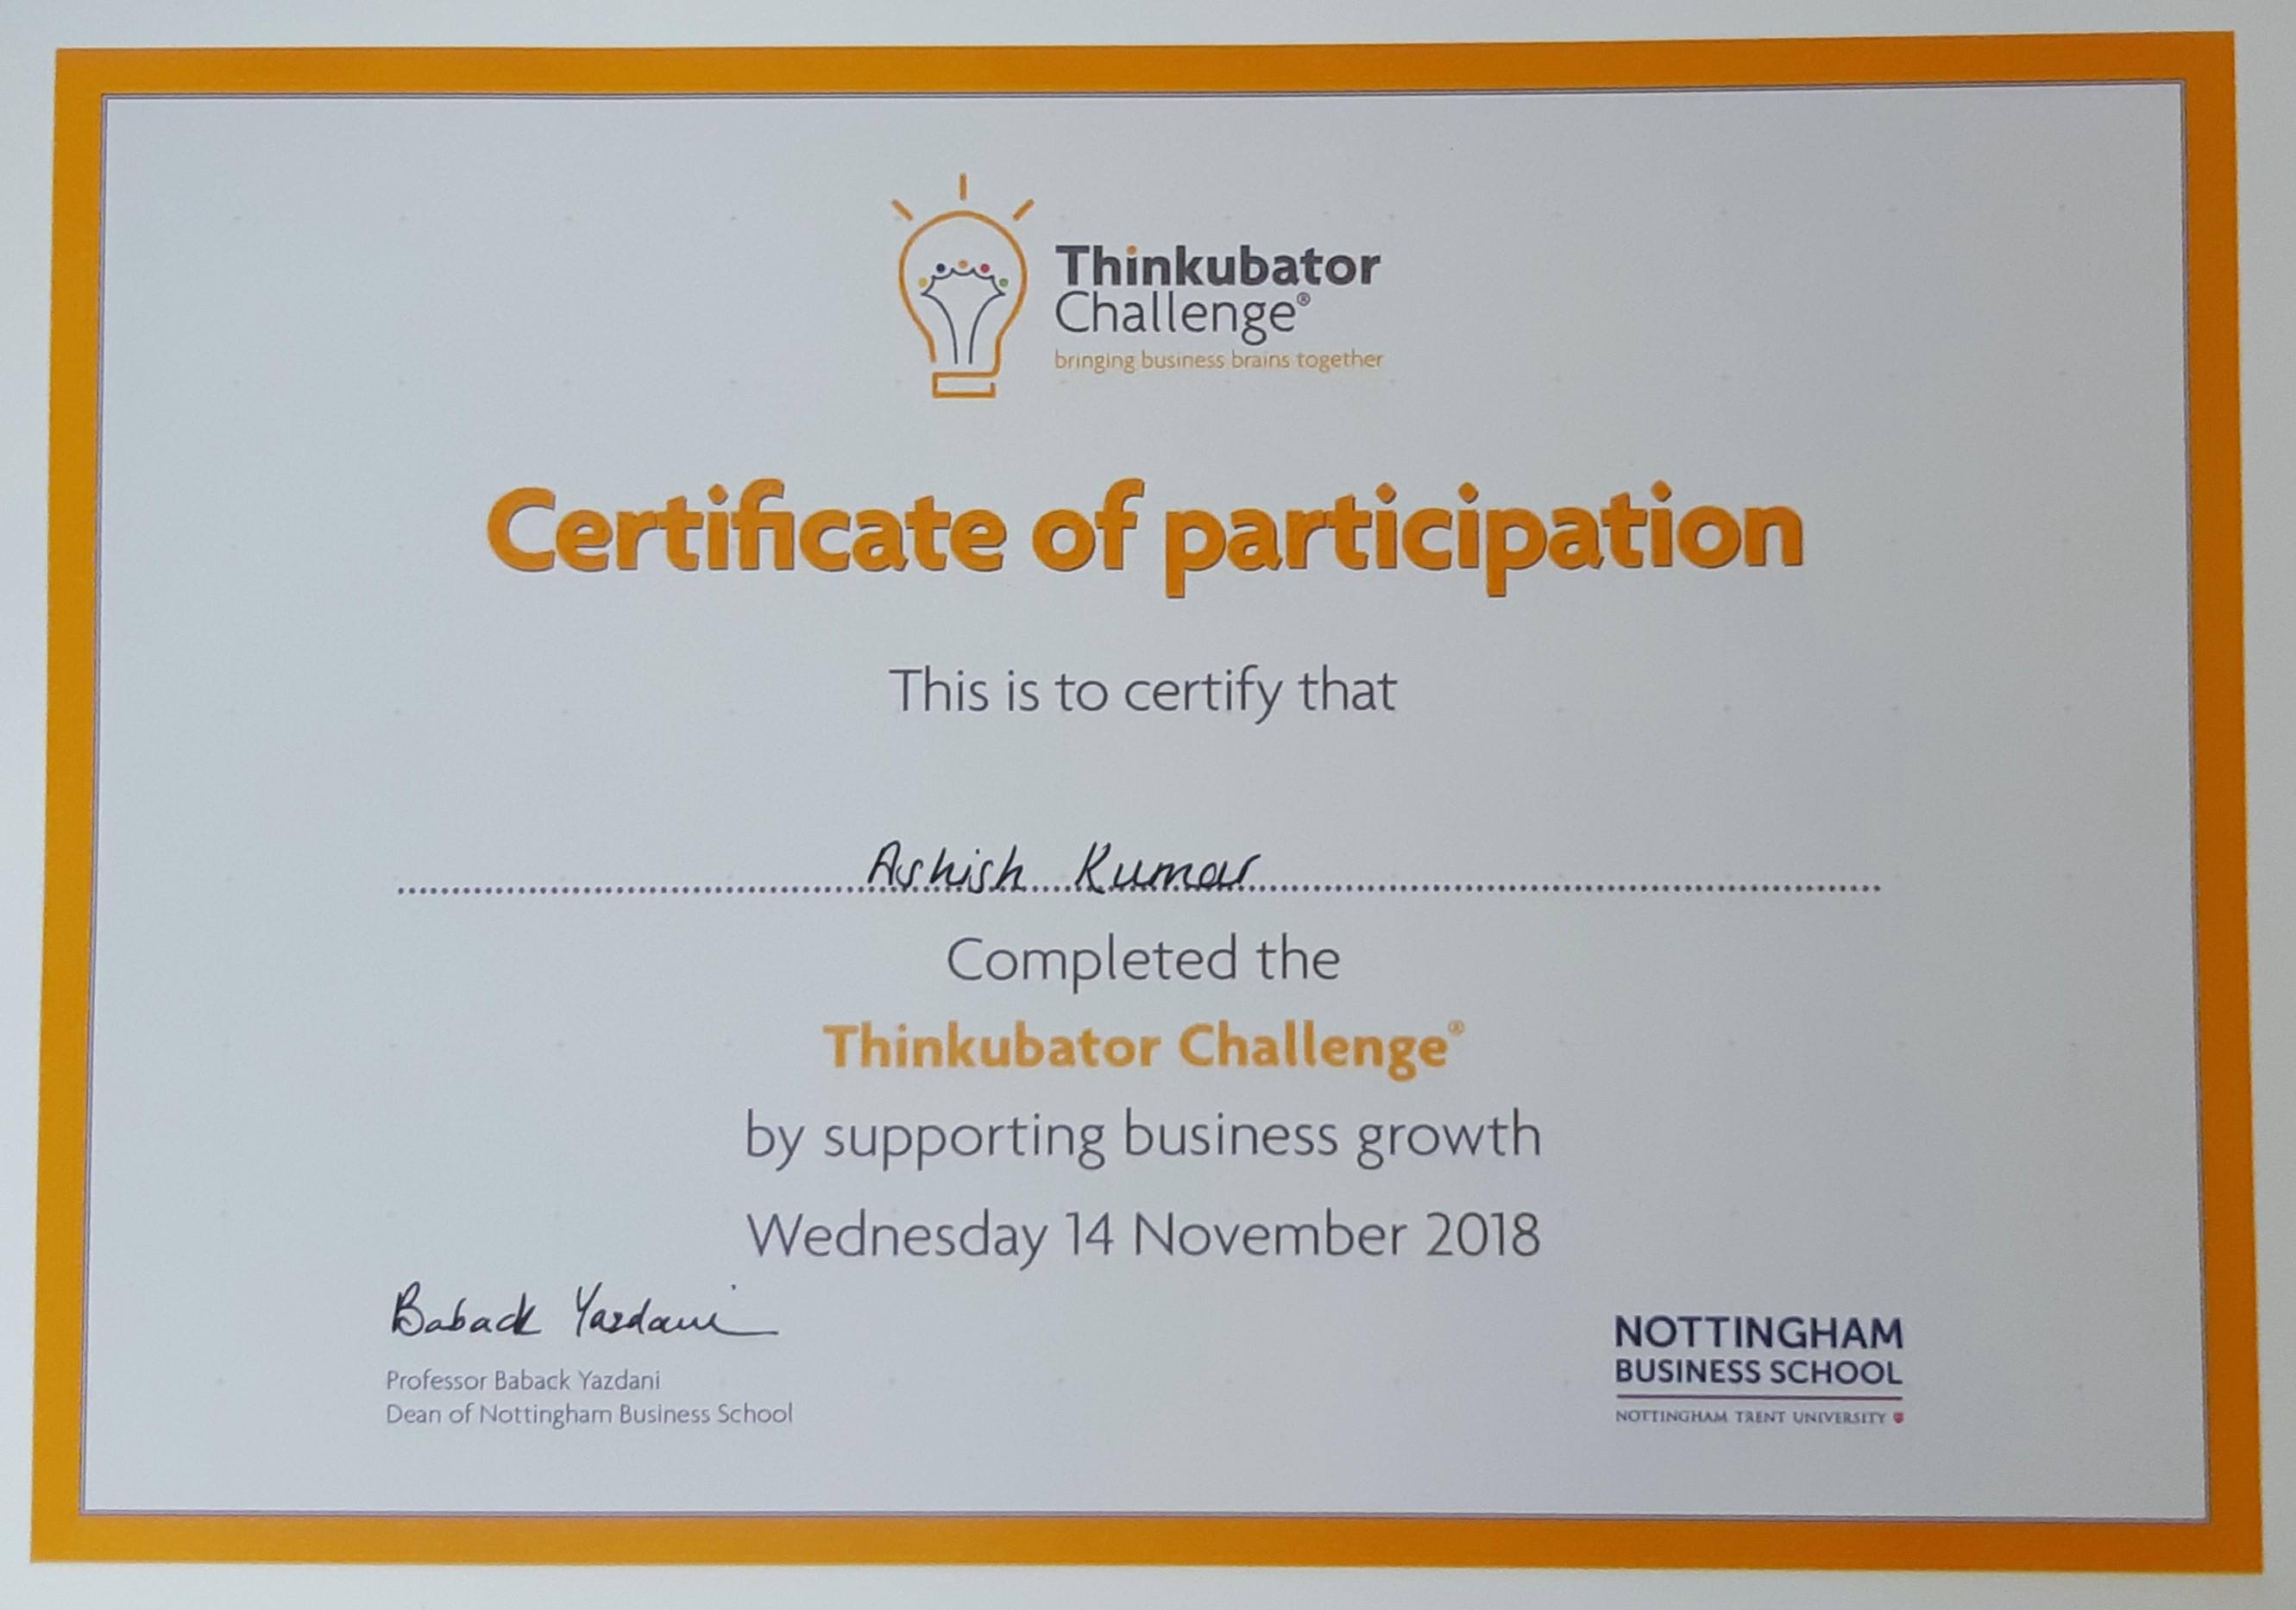 Thinkubator
Challenge®
bringing business brains together
Certificate of participation
This is to certify that
Ashish Kumar
Completed the
Thinkubator Challenge®
by supporting business growth
Wednesday 14 November 2018
Baback Yazdani
Professor Baback Yazdani
Dean of Nottingham Business School
NOTTINGHAM
BUSINESS SCHOOL
NOTTINGHAM TRENT UNIVERSITY